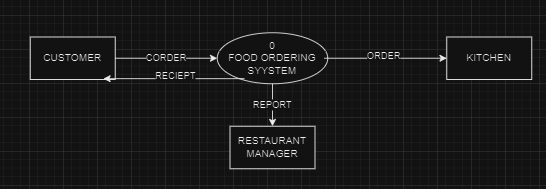 0
CUSTOMER
CORDER
FOOD ORDERING
SYYSTEM
ORDER
KITCHEN
RECIEPT
REPORT
RESTAURANT
MANAGER